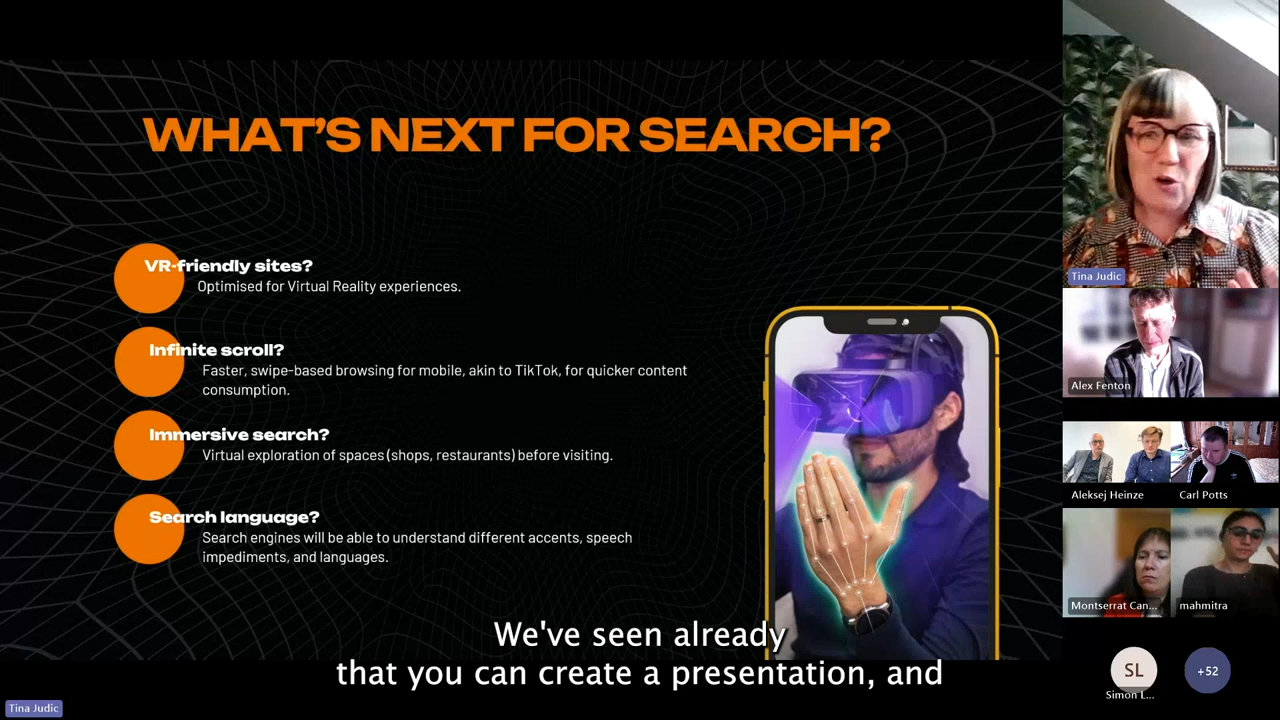 WHAT'S NEXT FOR SEARCH?
VR-friendly sites?
Optimised for Virtual Reality experiences.
Infinite scroll?
Faster, swipe-based browsing for mobile, akin to TikTok, for quicker content
consumption.
Immersive search?
Virtual exploration of spaces (shops, restaurants) before visiting.
Search language?
Search engines will be able to understand different accents, speech
impediments, and languages.
We've seen already
that you can create a presentation, and
Tina Judic
Tina Judic
Alex Fenton
Aleksej Heinze
Carl Potts
Montserrat Can...
mahmitra
SL
Simon L...
+52